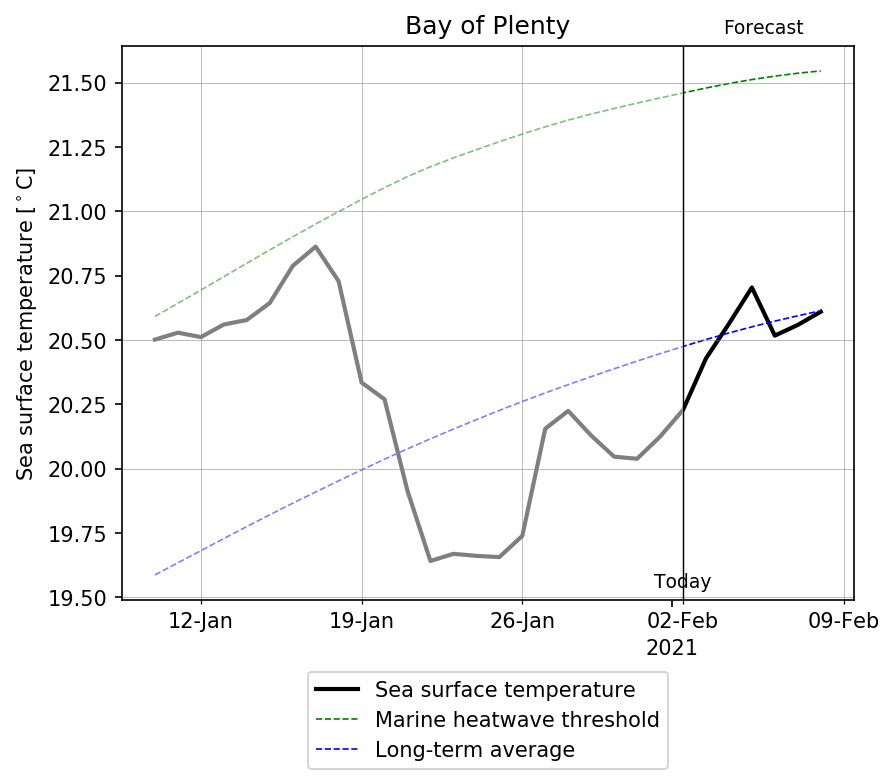 Bay of Plenty
Forecast
Sea surface temperature [°C]
21.50
21.25
21.00
20.75
20.50
20.25
20.00
19.75
19.50
Today
12-Jan 19-Jan 26-Jan 02-Feb 09-Feb
2021
Sea surface temperature
Marine heatwave threshold
Long-term average